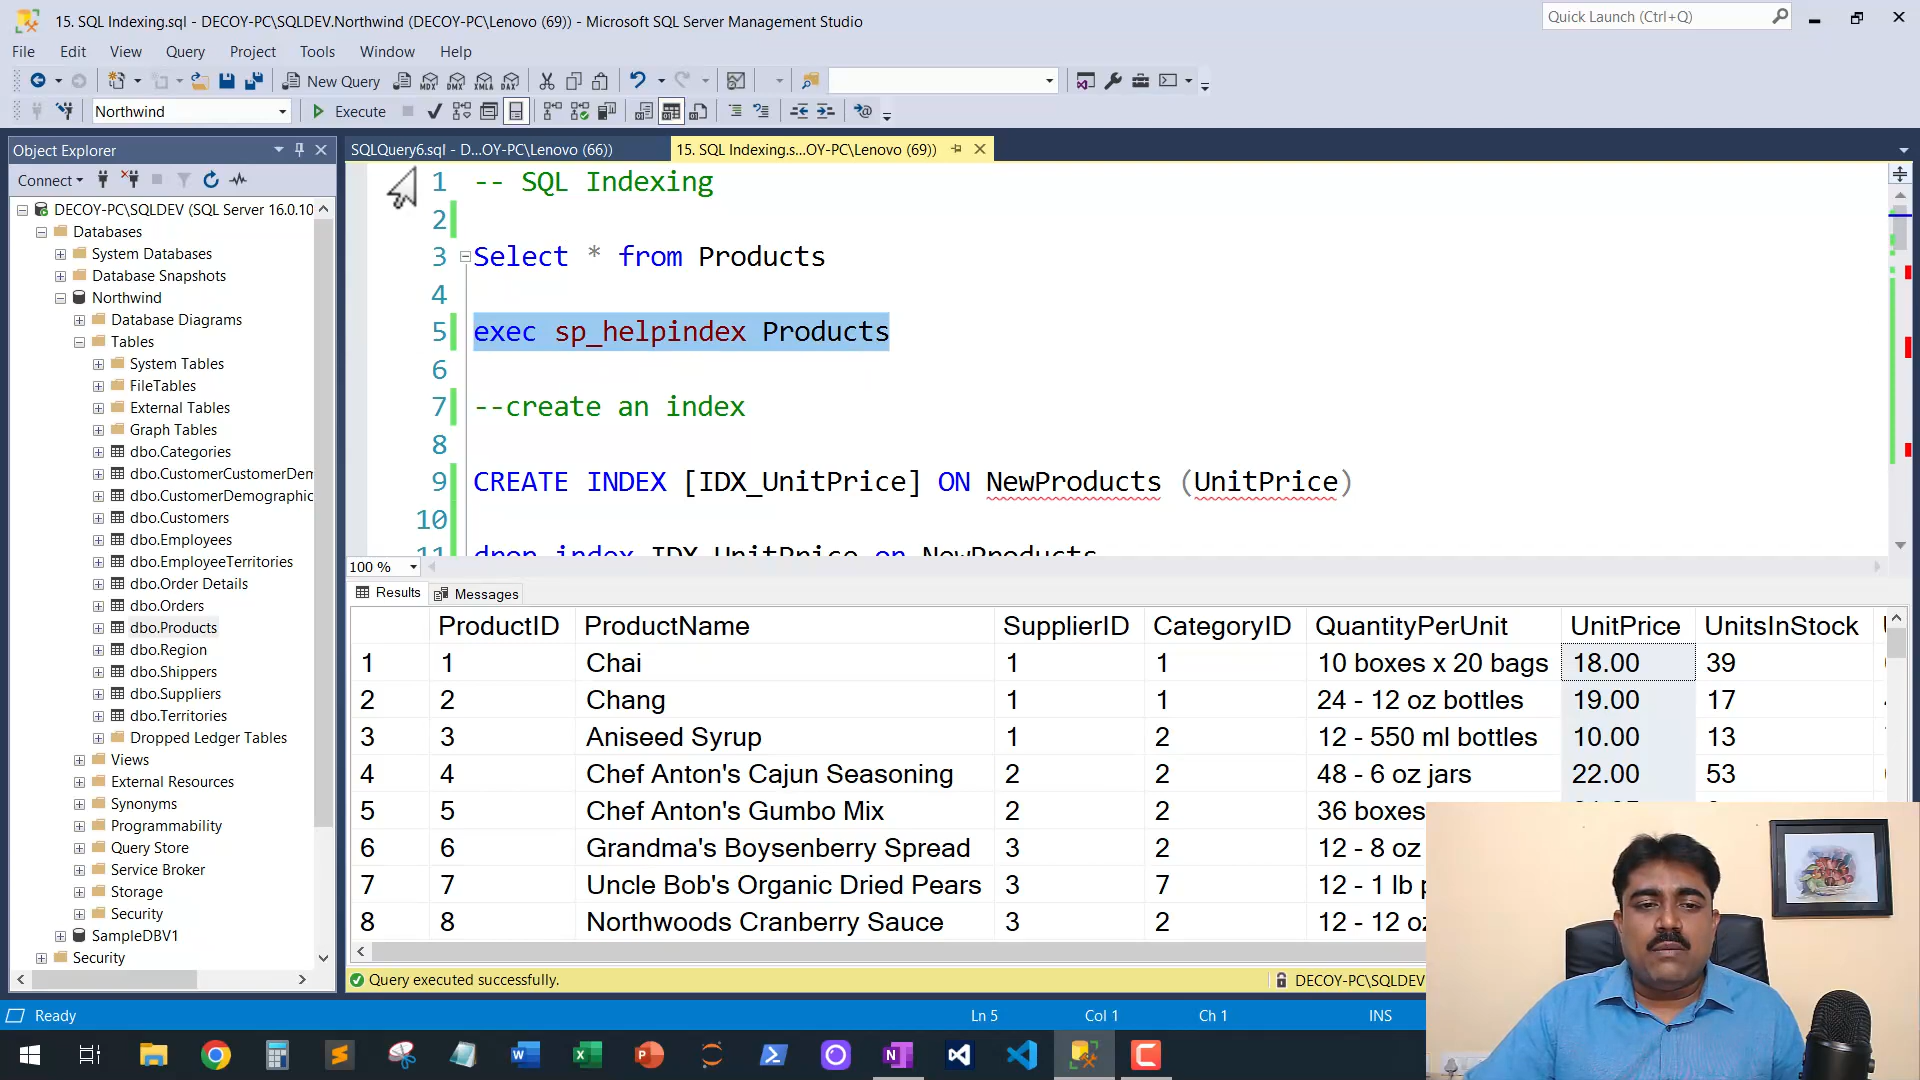 15. SQL Indexing.sql - DECOY-PC\SQLDEV.Northwind (DECOY-PC\Lenovo (69)) - Microsoft SQL Server Management Studio
Quick Launch (Ctrl+Q)
File Edit View Query Project Tools Window Help
New Query
MDX DMX XMLA DAX
Northwind
Execute
Object Explorer
Connect
DECOY-PC\SQLDEV (SQL Server 16.0.10
Databases
System Databases
Database Snapshots
Northwind
Database Diagrams
Tables
System Tables
FileTables
External Tables
Graph Tables
dbo.Categories
dbo.CustomerCustomerDem
dbo.CustomerDemographic
dbo.Customers
dbo.Employees
dbo.EmployeeTerritories
dbo.Order Details
dbo.Orders
dbo.Products
dbo.Region
dbo.Shippers
dbo.Suppliers
dbo.Territories
Dropped Ledger Tables
Views
External Resources
Synonyms
Programmability
Query Store
Service Broker
Storage
Security
SampleDBV1
Security
SQLQuery6.sql - D...OY-PC\Lenovo (66))
15. SQL Indexing.s...OY-PC\Lenovo (69))
1 -- SQL Indexing
2
3 Select * from Products
4
5 exec sp_helpindex Products
6
7 --create an index
8
9 CREATE INDEX [IDX_UnitPrice] ON NewProducts (UnitPrice)
10
11 drop index IDX_UnitPrice on NewProducts
100 %
Results Messages
ProductID ProductName SupplierID CategoryID QuantityPerUnit UnitPrice UnitsInStock
1 1 Chai 1 1 10 boxes x 20 bags 18.00 39
2 2 Chang 1 1 24 - 12 oz bottles 19.00 17
3 3 Aniseed Syrup 1 2 12 - 550 ml bottles 10.00 13
4 4 Chef Anton's Cajun Seasoning 2 2 48 - 6 oz jars 22.00 53
5 5 Chef Anton's Gumbo Mix 2 2 36 boxes
6 6 Grandma's Boysenberry Spread 3 2 12 - 8 oz
7 7 Uncle Bob's Organic Dried Pears 3 7 12 - 1 lb
8 8 Northwoods Cranberry Sauce 3 2 12 - 12 oz
Query executed successfully.
DECOY-PC\SQLDEV
Ready
Ln 5 Col 1 Ch 1 INS